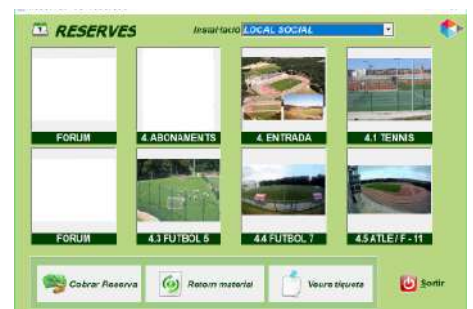 RESERVES
Instal·lació LOCAL SOCIAL
FORUM
4. ABONAMENTS
4. ENTRADA
4.1 TENNIS
FORUM
4.3 FUTBOL 5
4.4 FUTBOL 7
4.5 ATLE / F - 11
Cobrar Reserva
Retorn material
Veure tiquets
Sortir